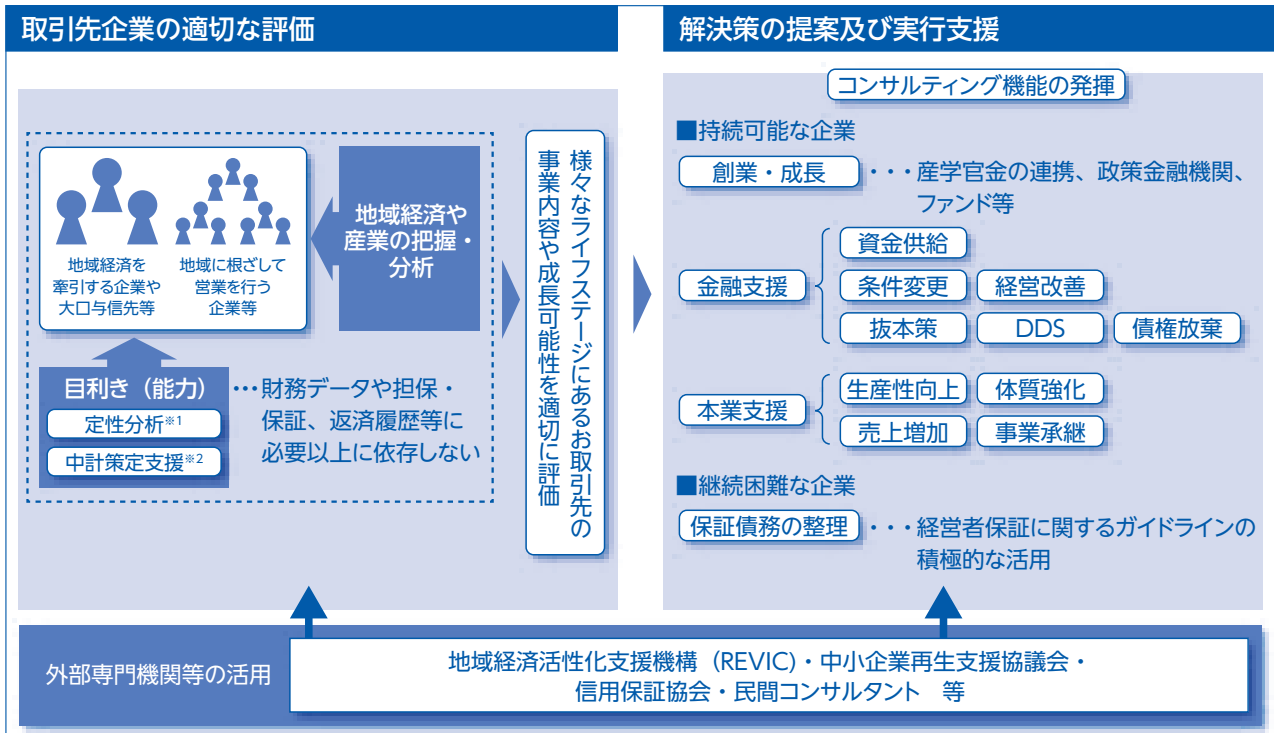 取引先企業の適切な評価
地域経済を
牽引する企業や
大口与信先等
地域に根ざして
営業を行う
企業等
地域経済や
産業の把握・
分析
目利き（能力）
定性分析※1
中計策定支援※2
･･･財務データや担保・
保証、返済履歴等に
必要以上に依存しない
様々なライフステージにあるお取引先の
事業内容や成長可能性を適切に評価
解決策の提案及び実行支援
コンサルティング機能の発揮
■持続可能な企業
創業・成長
・・・産学官金の連携、政策金融機関、
ファンド等
金融支援
資金供給
条件変更
経営改善
抜本策
DDS
債権放棄
本業支援
生産性向上
体質強化
売上増加
事業承継
■継続困難な企業
保証債務の整理
・・・経営者保証に関するガイドラインの
積極的な活用
外部専門機関等の活用
地域経済活性化支援機構（REVIC）・中小企業再生支援協議会・
信用保証協会・民間コンサルタント　等